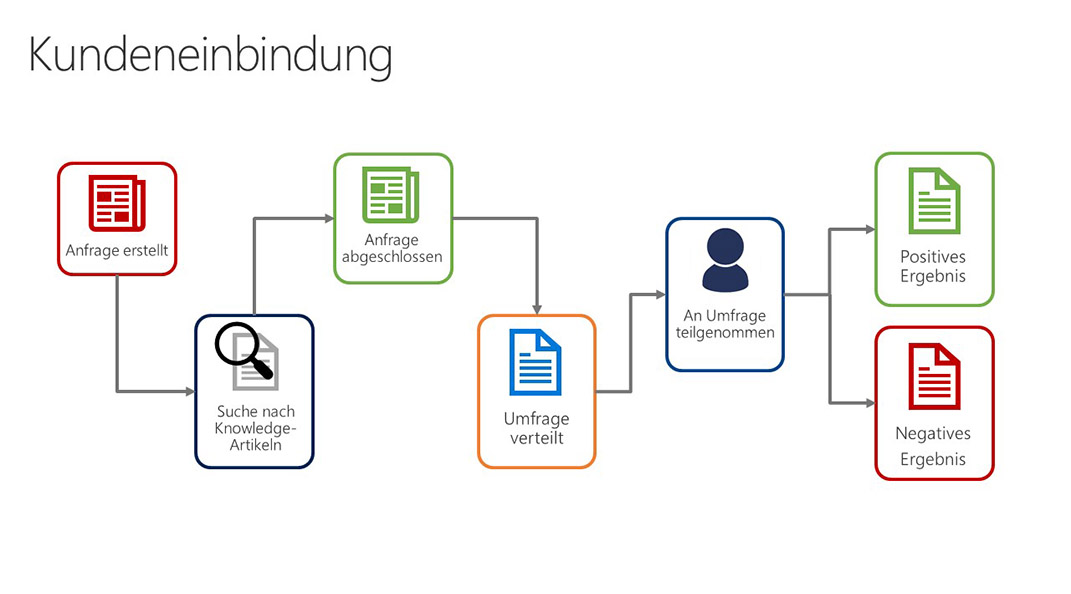 Kundeneinbindung
Anfrage erstellt
Suche nach
Knowledge-
Artikeln
Anfrage
abgeschlossen
Umfrage
verteilt
An Umfrage
teilgenommen
Positives
Ergebnis
Negatives
Ergebnis